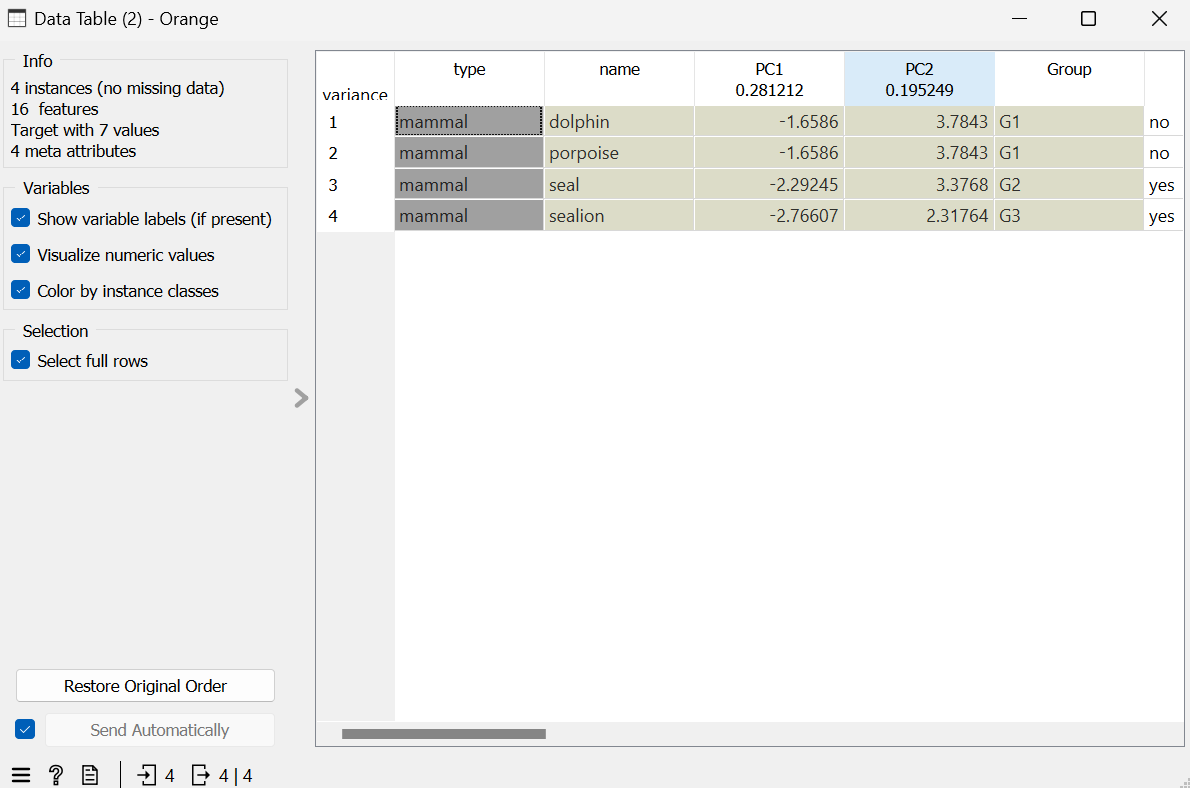 Data Table (2) - Orange
Info
4 instances (no missing data)
16 features
Target with 7 values
4 meta attributes
Variables
Show variable labels (if present)
Visualize numeric values
Color by instance classes
Selection
Select full rows
Restore Original Order
Send Automatically
4 4 | 4
type name PC1 PC2 Group
variance 0.281212 0.195249
1 mammal dolphin -1.6586 3.7843 G1 no
2 mammal porpoise -1.6586 3.7843 G1 no
3 mammal seal -2.29245 3.3768 G2 yes
4 mammal sealion -2.76607 2.31764 G3 yes